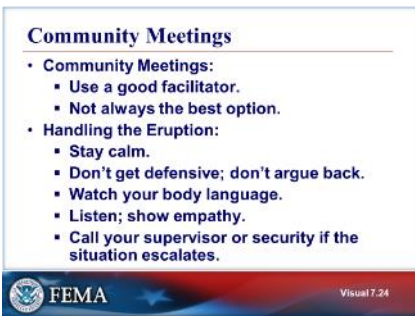 Community Meetings
• Community Meetings:
▪ Use a good facilitator.
▪ Not always the best option.
• Handling the Eruption:
▪ Stay calm.
▪ Don't get defensive; don't argue back.
▪ Watch your body language.
▪ Listen; show empathy.
▪ Call your supervisor or security if the
situation escalates.
FEMA
Visual 7.24